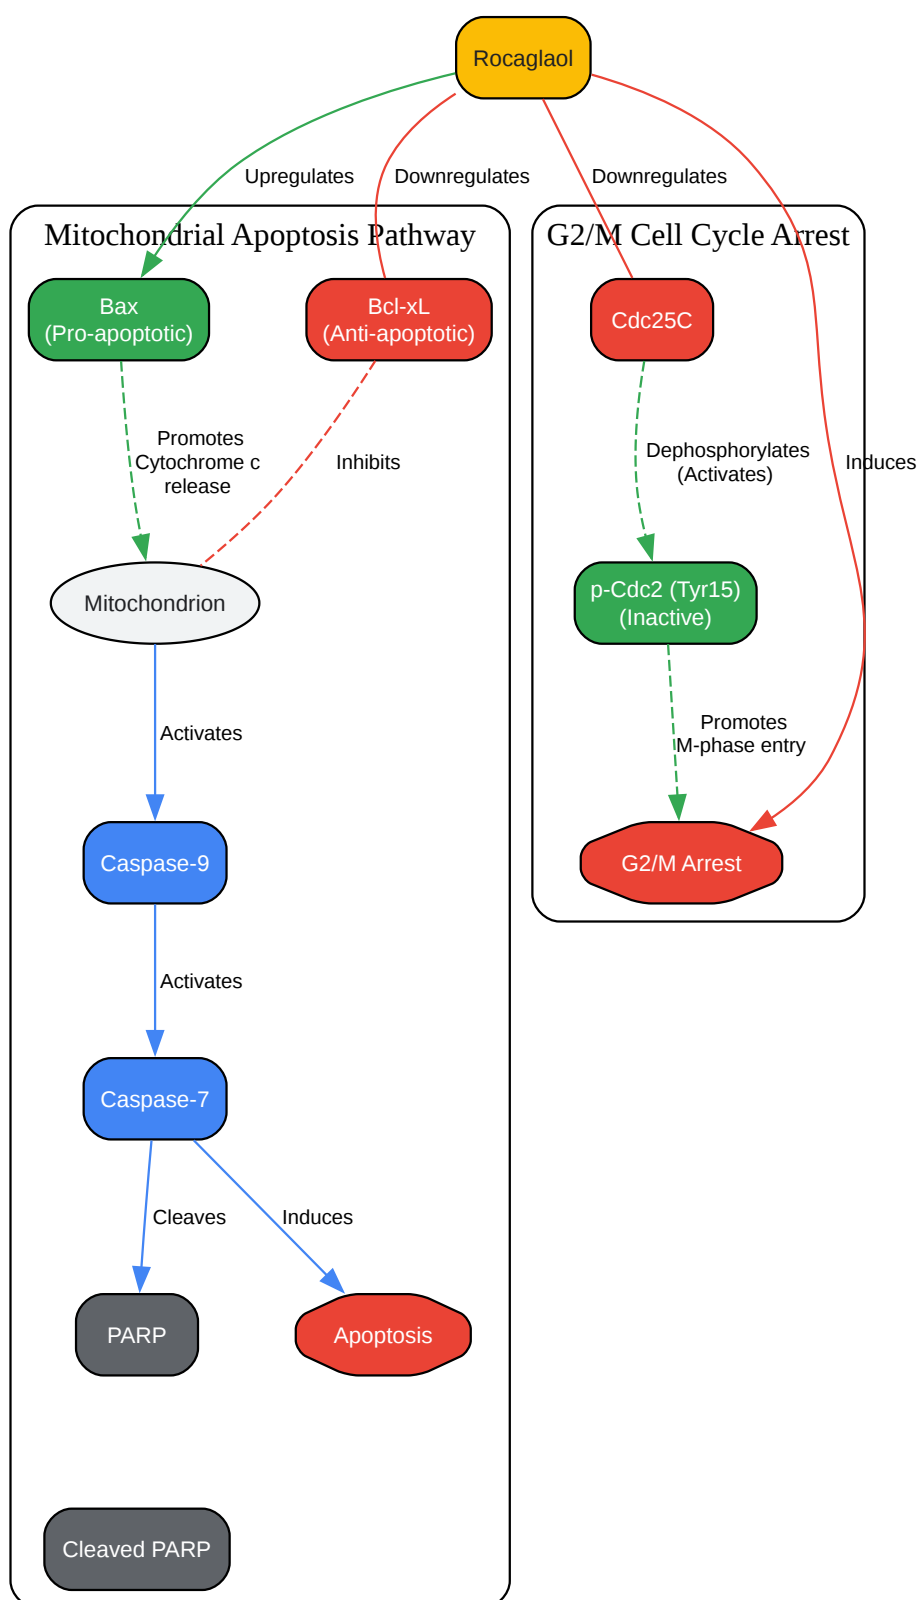 Rocaglaol
Upregulates
Downregulates
Downregulates
Mitochondrial Apoptosis Pathway
G2/M Cell Cycle Arrest
Bax
(Pro-apoptotic)
Bcl-xL
(Anti-apoptotic)
Cdc25C
Promotes
Cytochrome c
release
Inhibits
Dephosphorylates
(Activates)
Induces
Mitochondrion
p-Cdc2 (Tyr15)
(Inactive)
Activates
Promotes
M-phase entry
Caspase-9
G2/M Arrest
Activates
Caspase-7
Cleaves
Induces
PARP
Apoptosis
Cleaved PARP